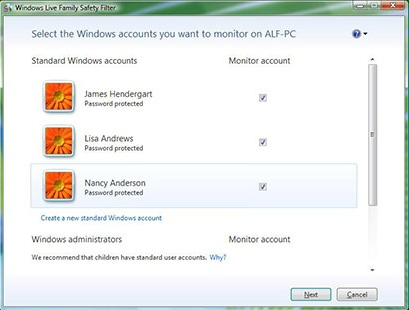 Windows Live Family Safety Filter
Select the Windows accounts you want to monitor on ALF-PC
Standard Windows accounts Monitor account
James Hendergart
Password protected
Lisa Andrews
Password protected
Nancy Anderson
Password protected
Create a new standard Windows account
Windows administrators Monitor account
We recommend that children have standard user accounts. Why?
Next Cancel